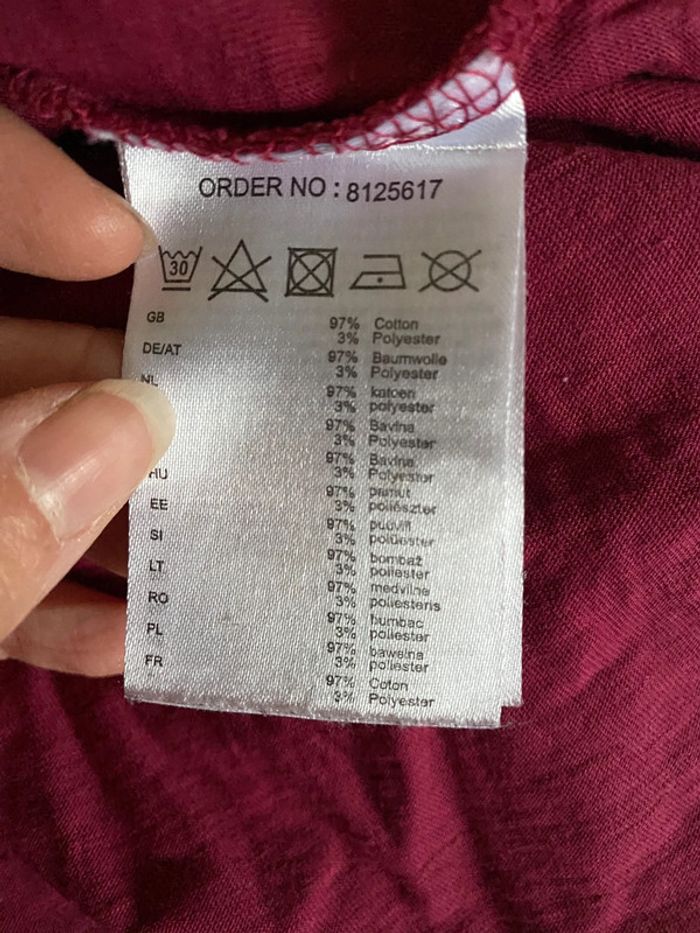 ORDER NO : 8125617
30
GB 97% Cotton
3% Polyester
DE/AT 97% Baumwolle
3% Polyester
NL 97% katoen
3% polyester
97% Bavlna
3% Polyester
97% Bavlna
3% Polyester
HU 97% pamut
3% poliészter
EE 97% puuvill
3% polüester
SI 97% bombaž
3% poliester
LT 97% medvilnė
3% poliesteris
RO 97% bumbac
3% poliester
PL 97% bawełna
3% poliester
FR 97% Coton
3% Polyester